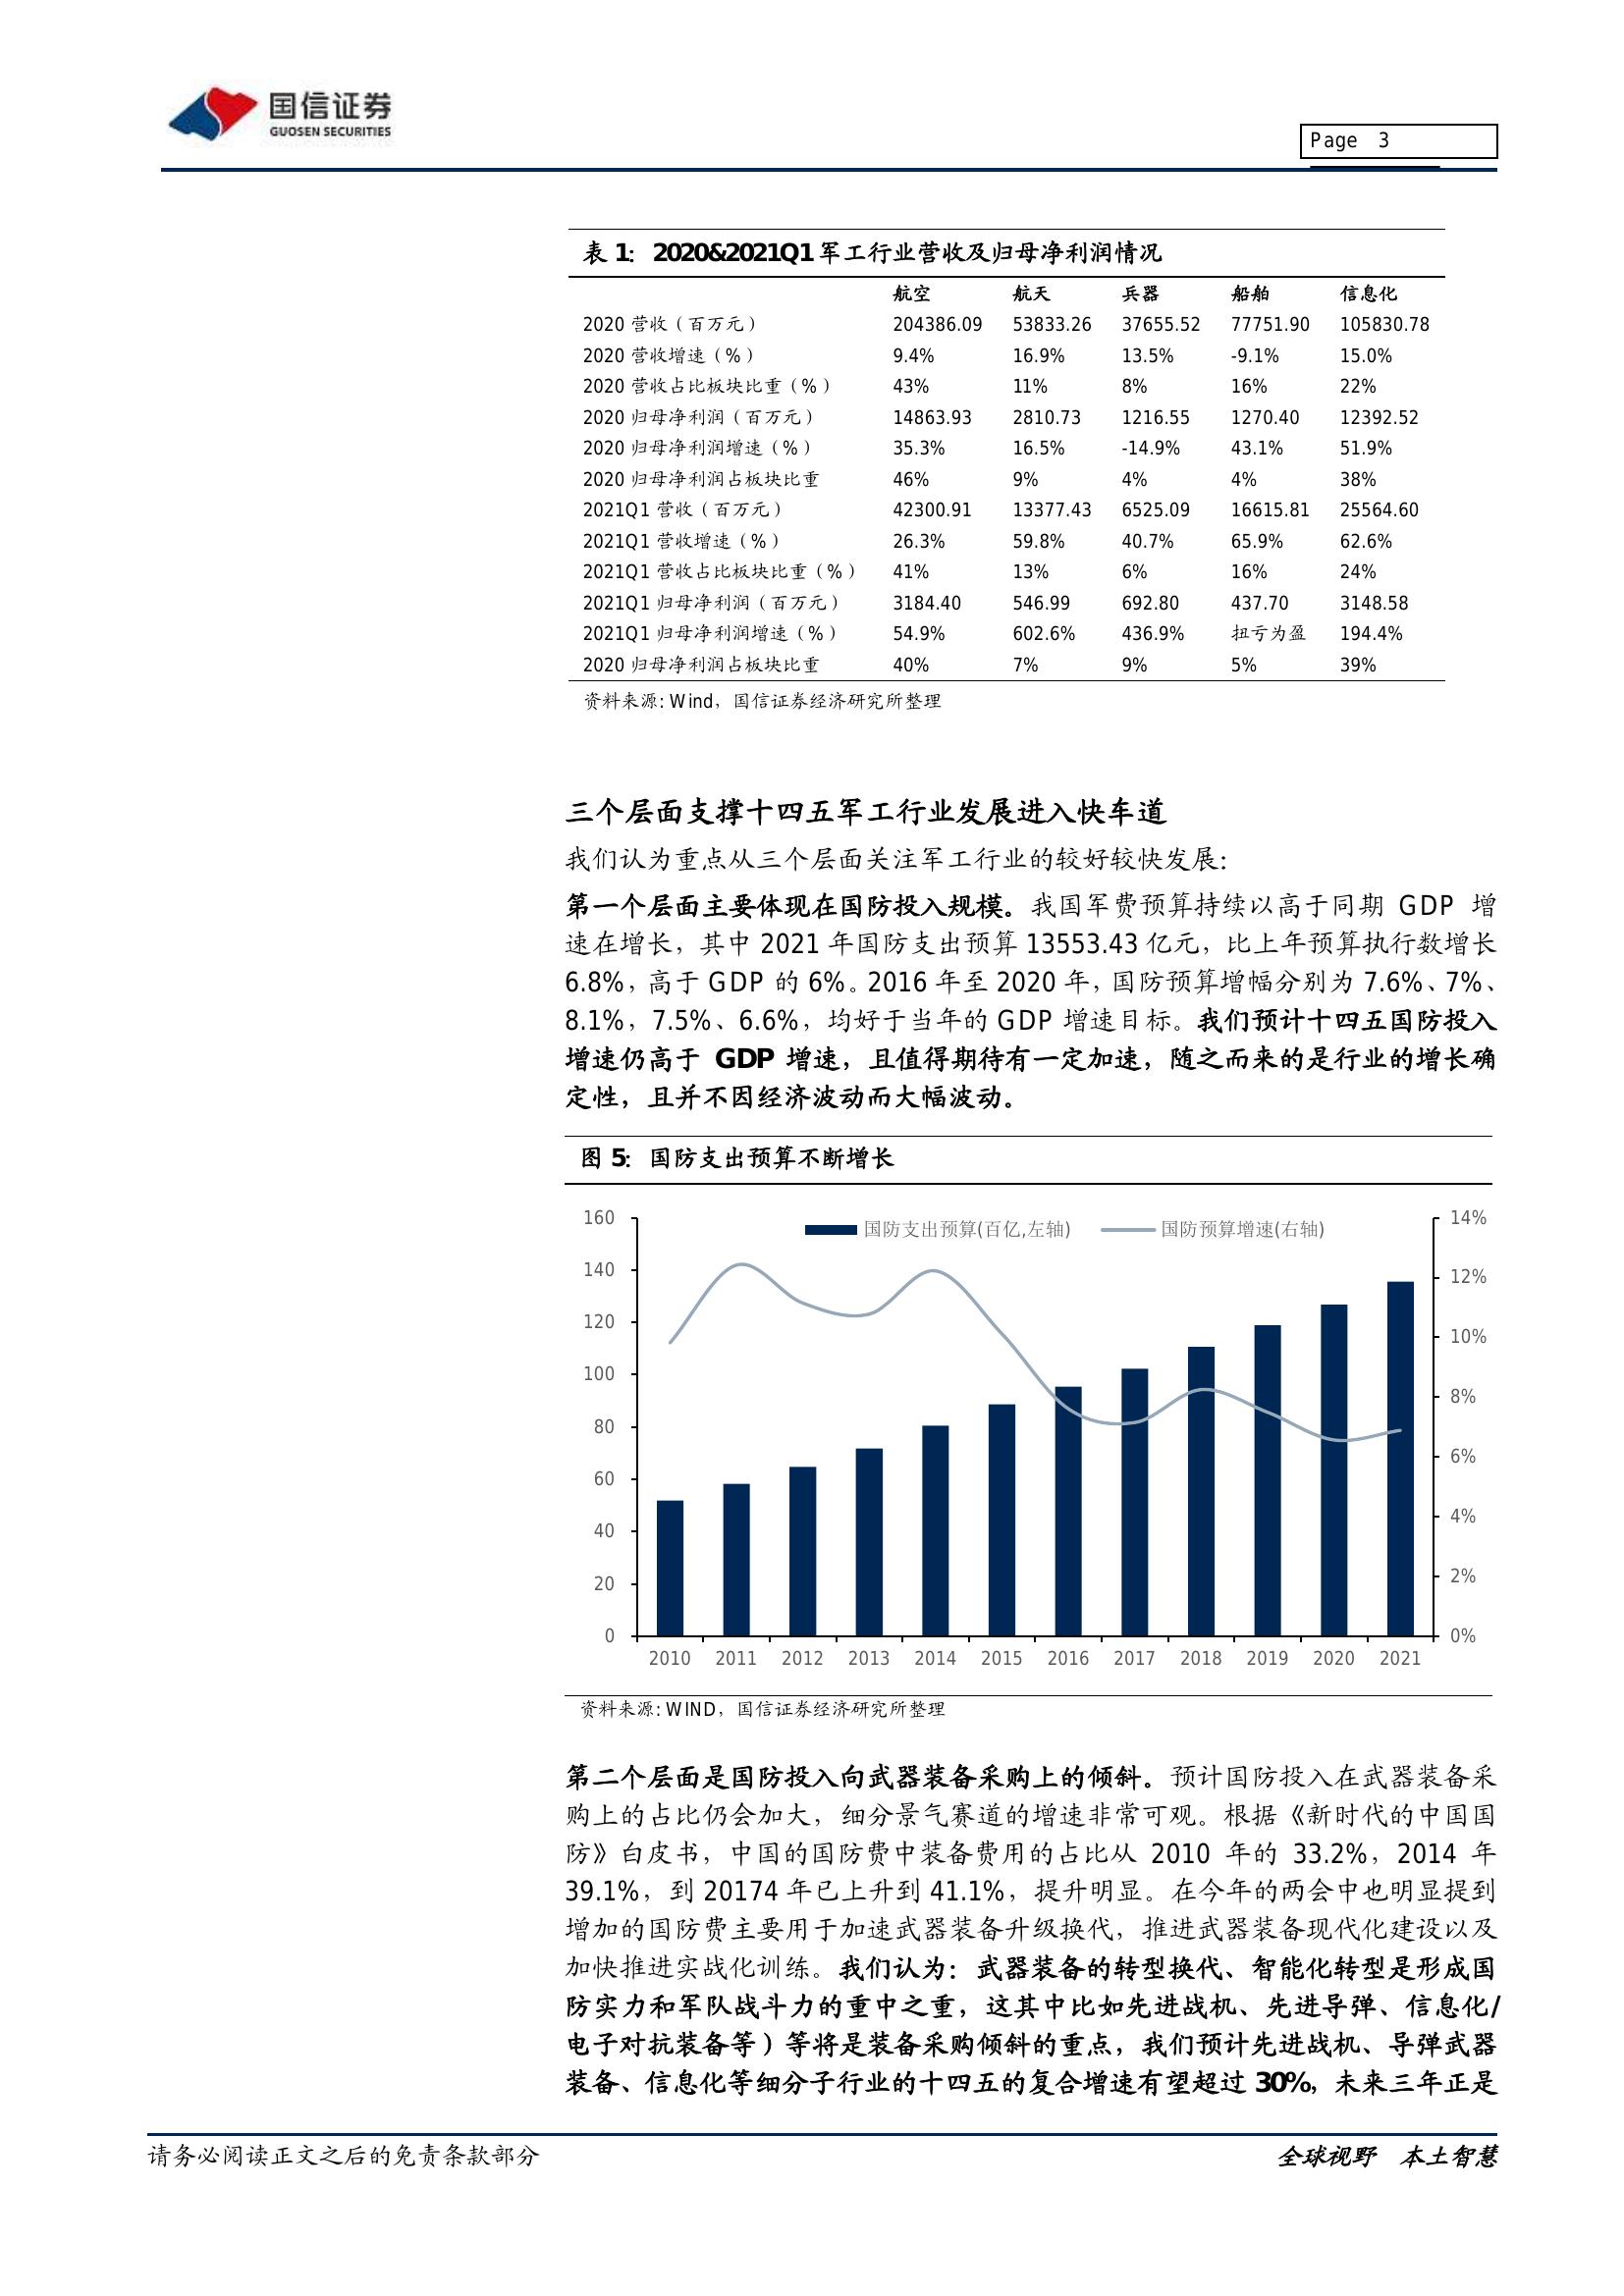 国信证券
GUOSEN SECURITIES
Page 3
表 1: 2020&2021Q1 军工行业营收及归母净利润情况
航空 航天 兵器 船舶 信息化
2020 营收（百万元） 204386.09 53833.26 37655.52 77751.90 105830.78
2020 营收增速（%） 9.4% 16.9% 13.5% -9.1% 15.0%
2020 营收占比板块比重（%） 43% 11% 8% 16% 22%
2020 归母净利润（百万元） 14863.93 2810.73 1216.55 1270.40 12392.52
2020 归母净利润增速（%） 35.3% 16.5% -14.9% 43.1% 51.9%
2020 归母净利润占板块比重 46% 9% 4% 4% 38%
2021Q1 营收（百万元） 42300.91 13377.43 6525.09 16615.81 25564.60
2021Q1 营收增速（%） 26.3% 59.8% 40.7% 65.9% 62.6%
2021Q1 营收占比板块比重（%） 41% 13% 6% 16% 24%
2021Q1 归母净利润（百万元） 3184.40 546.99 692.80 437.70 3148.58
2021Q1 归母净利润增速（%） 54.9% 602.6% 436.9% 扭亏为盈 194.4%
2020 归母净利润占板块比重 40% 7% 9% 5% 39%
资料来源: Wind，国信证券经济研究所整理
三个层面支撑十四五军工行业发展进入快车道
我们认为重点从三个层面关注军工行业的较好较快发展：
第一个层面主要体现在国防投入规模。我国军费预算持续以高于同期 GDP 增
速在增长，其中 2021 年国防支出预算 13553.43 亿元，比上年预算执行数增长
6.8%，高于 GDP 的 6%。2016 年至 2020 年，国防预算增幅分别为 7.6%、7%、
8.1%，7.5%、6.6%，均好于当年的 GDP 增速目标。我们预计十四五国防投入
增速仍高于 GDP 增速，且值得期待有一定加速，随之而来的是行业的增长确
定性，且并不因经济波动而大幅波动。
图 5: 国防支出预算不断增长
国防支出预算(百亿,左轴) 国防预算增速(右轴)
160 14%
140 12%
120 10%
100 8%
80 6%
60 4%
40 2%
20 0%
0
2010 2011 2012 2013 2014 2015 2016 2017 2018 2019 2020 2021
资料来源: WIND，国信证券经济研究所整理
第二个层面是国防投入向武器装备采购上的倾斜。预计国防投入在武器装备采
购上的占比仍会加大，细分景气赛道的增速非常可观。根据《新时代的中国国
防》白皮书，中国的国防费中装备费用的占比从 2010 年的 33.2%，2014 年
39.1%，到 20174 年已上升到 41.1%，提升明显。在今年的两会中也明显提到
增加的国防费主要用于加速武器装备升级换代，推进武器装备现代化建设以及
加快推进实战化训练。我们认为：武器装备的转型换代、智能化转型是形成国
防实力和军队战斗力的重中之重，这其中比如先进战机、先进导弹、信息化/
电子对抗装备等）等将是装备采购倾斜的重点，我们预计先进战机、导弹武器
装备、信息化等细分子行业的十四五的复合增速有望超过 30%，未来三年正是
请务必阅读正文之后的免责条款部分 全球视野 本土智慧